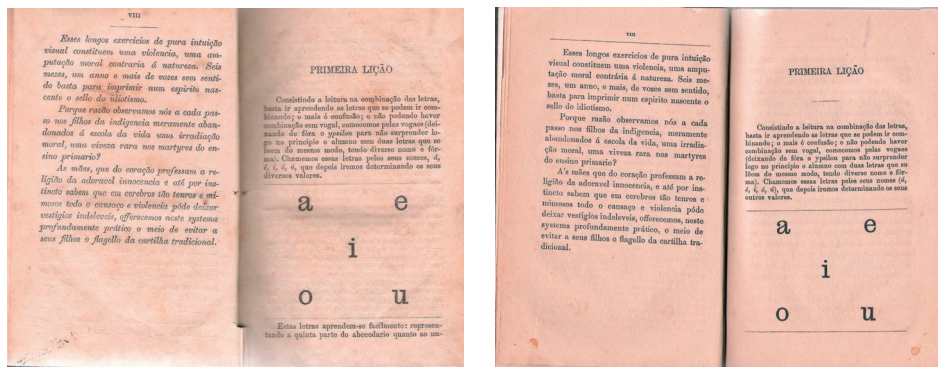 VIII
Esses longos exercicios de pura intuição
visual constituem uma violencia, uma am-
putação moral contraria á natureza. Seis
mezes, um anno e mais de vozes sem senti-
do basta para imprimir num espirito nas-
cente o sello do idiotismo.
Porque razão observamos nós a cada pas-
so nos filhos da indigencia meramente aban-
donados á escola da vida uma irradiação
moral, uma viveza rara nos martyres do en-
sino primario?
As mães, que do coração professam a re-
ligião da adoravel innocencia e até por ins-
tincto sabem que em cerebros tão tenros e mi-
mosos todo o cansaço e violencia póde deixar
vestigios indeleveis, offerecemos neste systema
profundamente prático o meio de evitar a
seus filhos o flagello da cartilha tradicional.
PRIMEIRA LIÇÃO
Consistindo a leitura na combinação das letras,
basta ir aprendendo as letras que se podem ir com-
binando; o mais é confusão; e não podendo haver
combinação sem vogal, comecemos pelas vogaes (dei-
xando de fóra o ypsilon para não surprender lo-
go no principio o alumno com duas letras que se
lêem do mesmo modo, tendo diverso nome e fór-
ma). Chamemos essas letras pelos seus nomes, á,
é, i, ó, ú, que depois iremos determinando os seus
diversos valores.
a e
i
o u
Estas letras aprendem-se facilmente: represen-
tando a quinta parte do abecedario quanto ao nu-
VIII
Esses longos exercicios de pura intuição
visual constituem uma violencia, uma ampu-
tação moral contrária á natureza. Seis me-
zes, um anno, e mais, de vozes sem sentido,
basta para imprimir num espirito nascente o
sello do idiotismo.
Porque razão observamos nós a cada
passo nos filhos da indigencia, meramente
abandonados á escola da vida, uma irradia-
ção moral, uma viveza rara nos martyres
do ensino primario?
A's mães que do coração professam a re-
ligião da adoravel innocencia, e até por ins-
tincto sabem que em cerebros tão tenros e
mimosos todo o cansaço e violencia póde
deixar vestigios indeleveis, offerecemos, neste
systema profundamente prático, o meio de
evitar a seus filhos o flagello da cartilha tra-
dicional.
PRIMEIRA LIÇÃO
Consistindo a leitura na combinação das letras,
basta ir aprendendo as letras que se podem ir com-
binando; o mais é confusão; e não podendo haver
combinação sem vogal, comecemos pelas vogaes
(deixando de fóra o ypsilon para não surprender
logo no principio o alumno com duas letras que se
lêem do mesmo modo, tendo diverso nome e fór-
ma). Chamemos essas letras pelos seus nomes (á,
é, i, ó, ú), que depois iremos determinando os seus
outros valores.
a e
i
o u